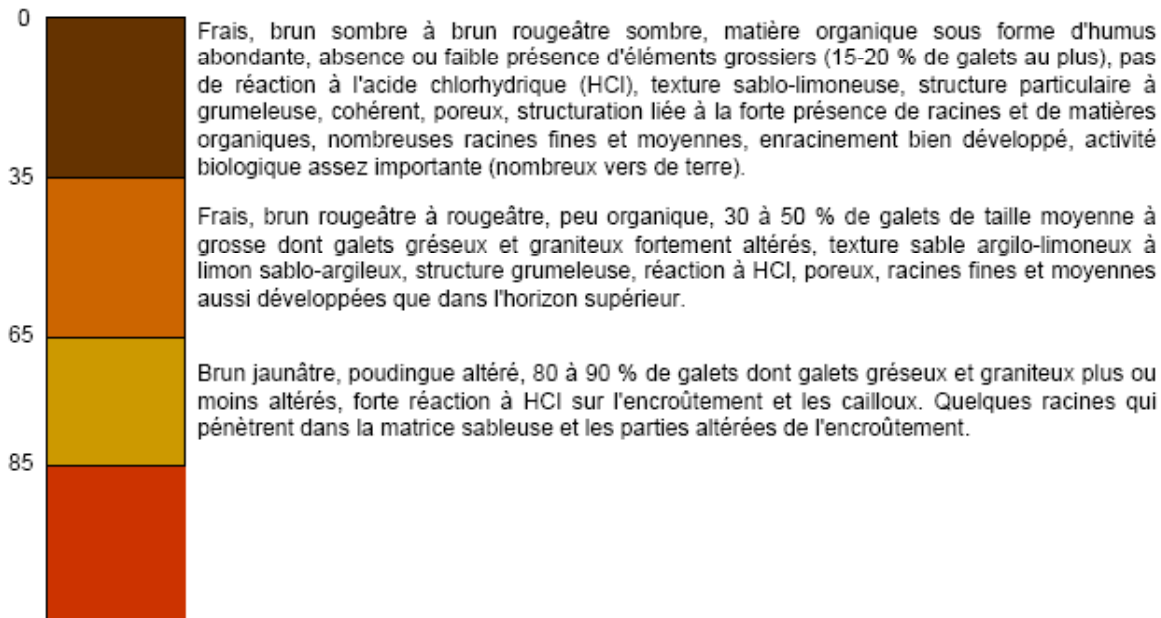 0
Frais, brun sombre à brun rougeâtre sombre, matière organique sous forme d'humus
abondante, absence ou faible présence d'éléments grossiers (15-20 % de galets au plus), pas
de réaction à l'acide chlorhydrique (HCl), texture sablo-limoneuse, structure particulaire à
grumeleuse, cohérent, poreux, structuration liée à la forte présence de racines et de matières
organiques, nombreuses racines fines et moyennes, enracinement bien développé, activité
biologique assez importante (nombreux vers de terre).
35
Frais, brun rougeâtre à rougeâtre, peu organique, 30 à 50 % de galets de taille moyenne à
grosse dont galets gréseux et graniteux fortement altérés, texture sable argilo-limoneux à
limon sablo-argileux, structure grumeleuse, réaction à HCl, poreux, racines fines et moyennes
aussi développées que dans l'horizon supérieur.
65
Brun jaunâtre, poudingue altéré, 80 à 90 % de galets dont galets gréseux et graniteux plus ou
moins altérés, forte réaction à HCl sur l'encroûtement et les cailloux. Quelques racines qui
pénètrent dans la matrice sableuse et les parties altérées de l'encroûtement.
85